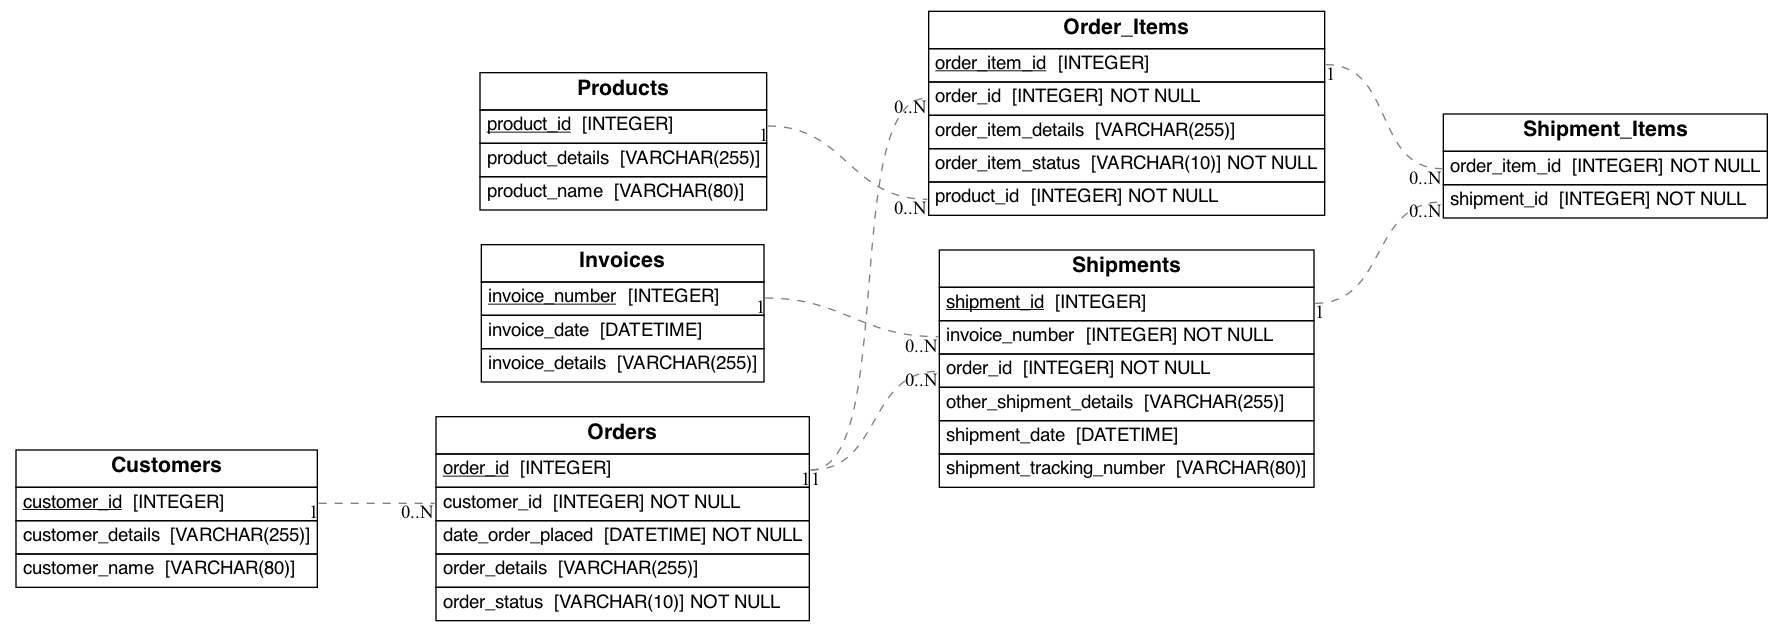 Order_Items
order_item_id [INTEGER]
order_id [INTEGER] NOT NULL
order_item_details [VARCHAR(255)]
order_item_status [VARCHAR(10)] NOT NULL
product_id [INTEGER] NOT NULL
1
0..N
0..N
Products
product_id [INTEGER]
product_details [VARCHAR(255)]
product_name [VARCHAR(80)]
1
Shipment_Items
order_item_id [INTEGER] NOT NULL
shipment_id [INTEGER] NOT NULL
0..N
0..N
Invoices
invoice_number [INTEGER]
invoice_date [DATETIME]
invoice_details [VARCHAR(255)]
1
Shipments
shipment_id [INTEGER]
invoice_number [INTEGER] NOT NULL
order_id [INTEGER] NOT NULL
other_shipment_details [VARCHAR(255)]
shipment_date [DATETIME]
shipment_tracking_number [VARCHAR(80)]
1
0..N
0..N
Orders
order_id [INTEGER]
customer_id [INTEGER] NOT NULL
date_order_placed [DATETIME] NOT NULL
order_details [VARCHAR(255)]
order_status [VARCHAR(10)] NOT NULL
1
1
0..N
Customers
customer_id [INTEGER]
customer_details [VARCHAR(255)]
customer_name [VARCHAR(80)]
1